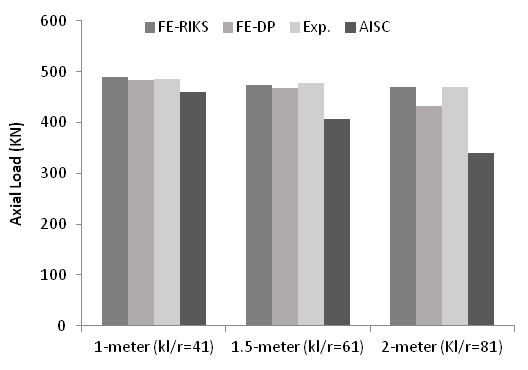 600
FE-RIKS FE-DP Exp. AISC
500
400
300
200
100
0
Axial Load (KN)
1-meter (kl/r=41) 1.5-meter (kl/r=61) 2-meter (Kl/r=81)